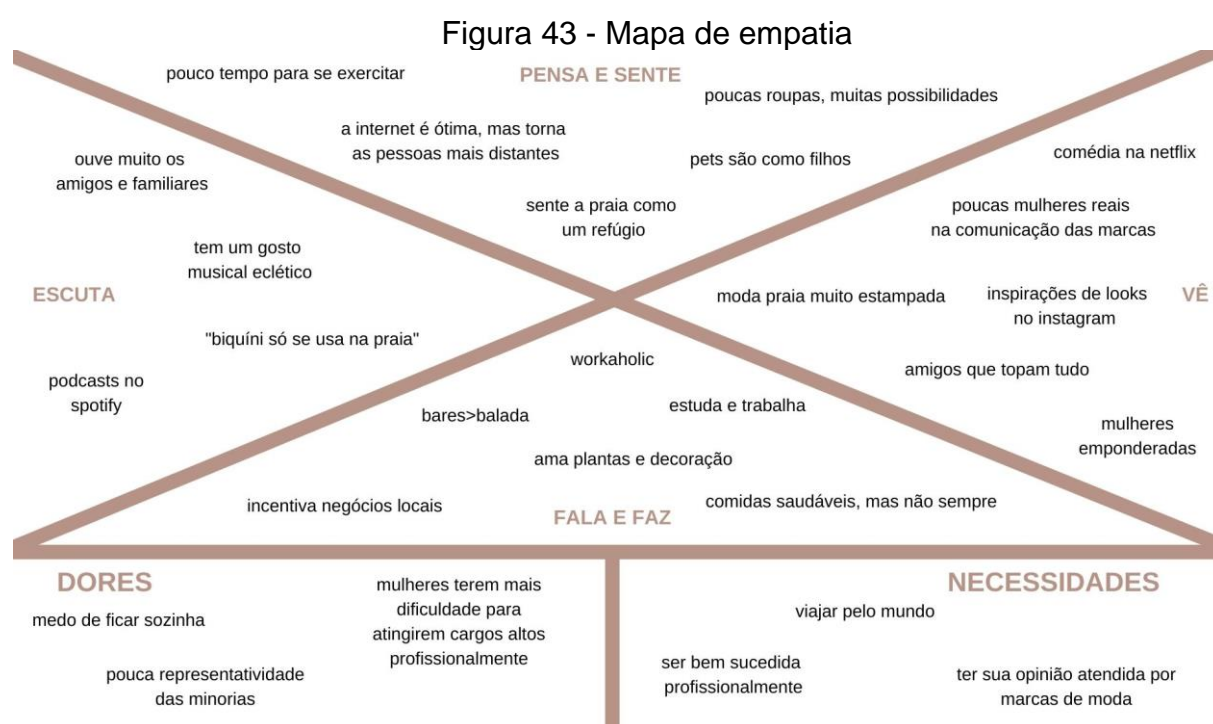 Figura 43 - Mapa de empatia
PENSA E SENTE
pouco tempo para se exercitar
poucas roupas, muitas possibilidades
a internet é ótima, mas torna
as pessoas mais distantes
pets são como filhos
sente a praia como
um refúgio
ESCUTA
ouve muito os
amigos e familiares
tem um gosto
musical eclético
"biquíni só se usa na praia"
podcasts no
spotify
VÊ
comédia na netflix
poucas mulheres reais
na comunicação das marcas
moda praia muito estampada
inspirações de looks
no instagram
amigos que topam tudo
mulheres
emponderadas
workaholic
bares>balada
estuda e trabalha
ama plantas e decoração
incentiva negócios locais
comidas saudáveis, mas não sempre
FALA E FAZ
DORES
medo de ficar sozinha
mulheres terem mais
dificuldade para
atingirem cargos altos
profissionalmente
pouca representatividade
das minorias
NECESSIDADES
viajar pelo mundo
ser bem sucedida
profissionalmente
ter sua opinião atendida por
marcas de moda